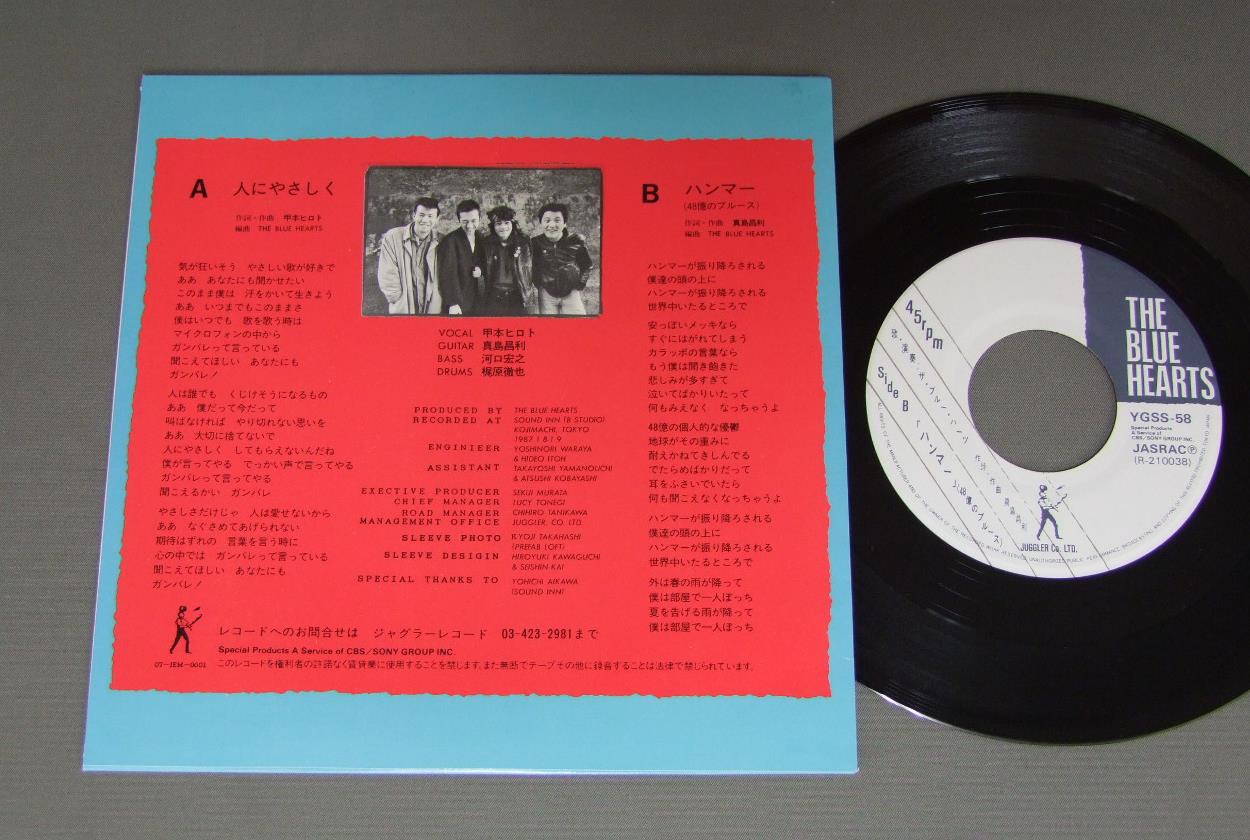 A 人にやさしく
作詞・作曲 甲本ヒロト
編曲 THE BLUE HEARTS
気が狂いそう やさしい歌が好きで
ああ あなたにも聞かせたい
このまま僕は 汗をかいて生きよう
ああ いつまでもこのままさ
僕はいつでも 歌を歌う時は
マイクロフォンの中から
ガンバレって言っている
聞こえてほしい あなたにも
ガンバレ!
人は誰でも くじけそうになるもの
ああ 僕だって今だって
叫ばなければ やり切れない思いを
ああ 大切に捨てないで
人にやさしく してもらえないんだね
僕が言ってやる でっかい声で言ってやる
ガンバレって言ってやる
聞こえるかい ガンバレ
やさしさだけじゃ 人は愛せないから
ああ なぐさめてあげられない
期待はずれの 言葉を言う時に
心の中では ガンバレって言っている
聞こえてほしい あなたにも
ガンバレ!
VOCAL 甲本ヒロト
GUITAR 真島昌利
BASS 河口宏之
DRUMS 梶原徹也
PRODUCED BY THE BLUE HEARTS
RECORDED AT SOUND INN (B STUDIO)
KOJIMACHI, TOKYO
1987・1・8・1・9
ENGINIEER YOSHINORI WARAYA
& HIDEO ITOH
ASSISTANT TAKAYOSHI YAMANOUCHI
& ATSUSHI KOBAYASHI
EXECTIVE PRODUCER SEKIJI MURATA
CHIEF MANAGER LUCY TONEGI
ROAD MANAGER CHIHIRO TANIKAWA
MANAGEMENT OFFICE JUGGLER, CO. LTD.
SLEEVE PHOTO KYOJI TAKAHASHI
(PREFAB LOFT)
SLEEVE DESIGIN HIROYUKI KAWAGUCHI
& SEISHIN-KAI
SPECIAL THANKS TO YOHICHI AIKAWA
(SOUND INN)
B ハンマー
(48億のブルース)
作詞・作曲 真島昌利
編曲 THE BLUE HEARTS
ハンマーが振り降ろされる
僕達の頭の上に
ハンマーが振り降ろされる
世界中いたるところで
安っぽいメッキなら
すぐにはがれてしまう
カラッポの言葉なら
もう僕は聞き飽きた
悲しみが多すぎて
泣いてばかりいたって
何もみえなく なっちゃうよ
48億の個人的な憂鬱
地球がその重みに
耐えかねてきしんでる
でたらめばかりだって
耳をふさいでいたら
何も聞こえなくなっちゃうよ
ハンマーが振り降ろされる
僕達の頭の上に
ハンマーが振り降ろされる
世界中いたるところで
外は春の雨が降って
僕は部屋で一人ぼっち
夏を告げる雨が降って
僕は部屋で一人ぼっち
07-JEM-0001
レコードへのお問合せは ジャグラーレコード 03-423-2981まで
Special Products A Service of CBS/SONY GROUP INC.
このレコードを権利者の許諾なく賃貸業に使用することを禁じます。また無断でテープその他に録音することは法律で禁じられています。
THE
BLUE
HEARTS
YGSS-58
Special Products
A Service of
CBS/SONY GROUP INC.
JASRAC Ⓟ
(R-210038)
45rpm
歌・演奏 ザ・ブルーハーツ
side B
「ハンマー」(48億のブルース)
作詞・作曲 真島昌利
JUGGLER Co. LTD.